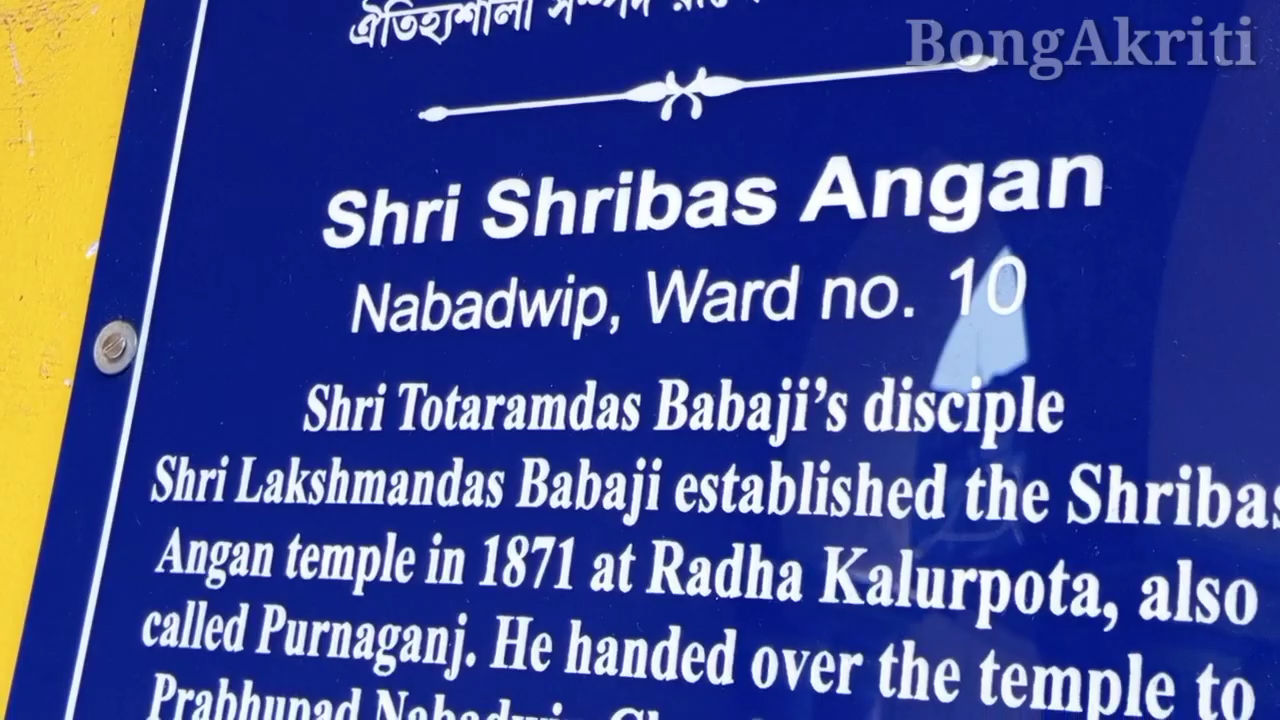 ঐতিহ্যশালী সম্পদ
BongAkriti
Shri Shribas Angan
Nabadwip, Ward no. 10
Shri Totaramdas Babaji's disciple
Shri Lakshmandas Babaji established the Shribas
Angan temple in 1871 at Radha Kalurpota, also
called Purnaganj. He handed over the temple to
Prabhupad Nabadwip